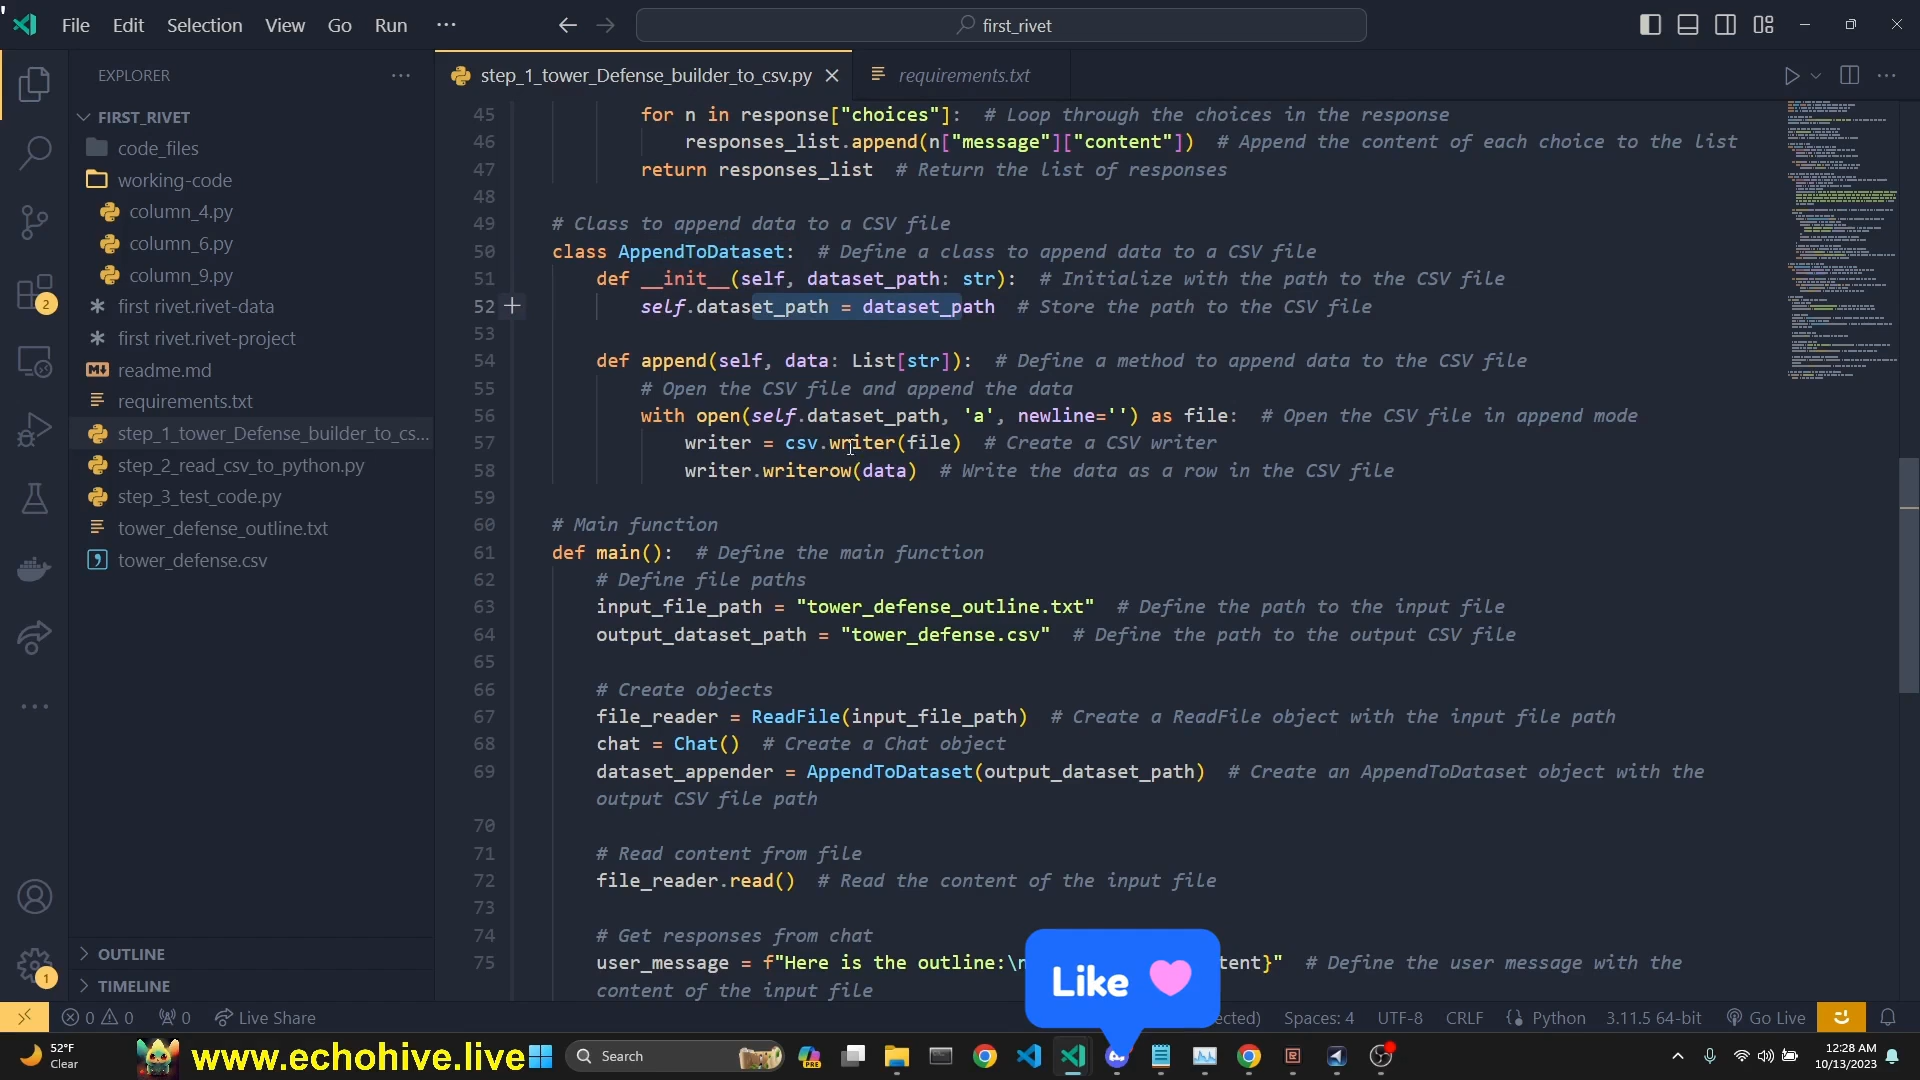 File Edit Selection View Go Run ···
first_rivet
EXPLORER
FIRST_RIVET
code_files
working-code
column_4.py
column_6.py
column_9.py
first rivet.rivet-data
first rivet.rivet-project
readme.md
requirements.txt
step_1_tower_Defense_builder_to_cs...
step_2_read_csv_to_python.py
step_3_test_code.py
tower_defense_outline.txt
tower_defense.csv
OUTLINE
TIMELINE
2
1
step_1_tower_Defense_builder_to_csv.py requirements.txt
45 for n in response["choices"]: # Loop through the choices in the response
46 responses_list.append(n["message"]["content"]) # Append the content of each choice to the list
47 return responses_list # Return the list of responses
48
49 # Class to append data to a CSV file
50 class AppendToDataset: # Define a class to append data to a CSV file
51 def __init__(self, dataset_path: str): # Initialize with the path to the CSV file
52 self.dataset_path = dataset_path # Store the path to the CSV file
53
54 def append(self, data: List[str]): # Define a method to append data to the CSV file
55 # Open the CSV file and append the data
56 with open(self.dataset_path, 'a', newline='') as file: # Open the CSV file in append mode
57 writer = csv.writer(file) # Create a CSV writer
58 writer.writerow(data) # Write the data as a row in the CSV file
59
60 # Main function
61 def main(): # Define the main function
62 # Define file paths
63 input_file_path = "tower_defense_outline.txt" # Define the path to the input file
64 output_dataset_path = "tower_defense.csv" # Define the path to the output CSV file
65
66 # Create objects
67 file_reader = ReadFile(input_file_path) # Create a ReadFile object with the input file path
68 chat = Chat() # Create a Chat object
69 dataset_appender = AppendToDataset(output_dataset_path) # Create an AppendToDataset object with the
output CSV file path
70
71 # Read content from file
72 file_reader.read() # Read the content of the input file
73
74 # Get responses from chat
75 user_message = f"Here is the outline:\n tent}" # Define the user message with the
content of the input file
Like
0 0 0 Live Share ected) Spaces: 4 UTF-8 CRLF Python 3.11.5 64-bit Go Live
52°F
Clear
www.echohive.live
Search
PRE
12:28 AM
10/13/2023